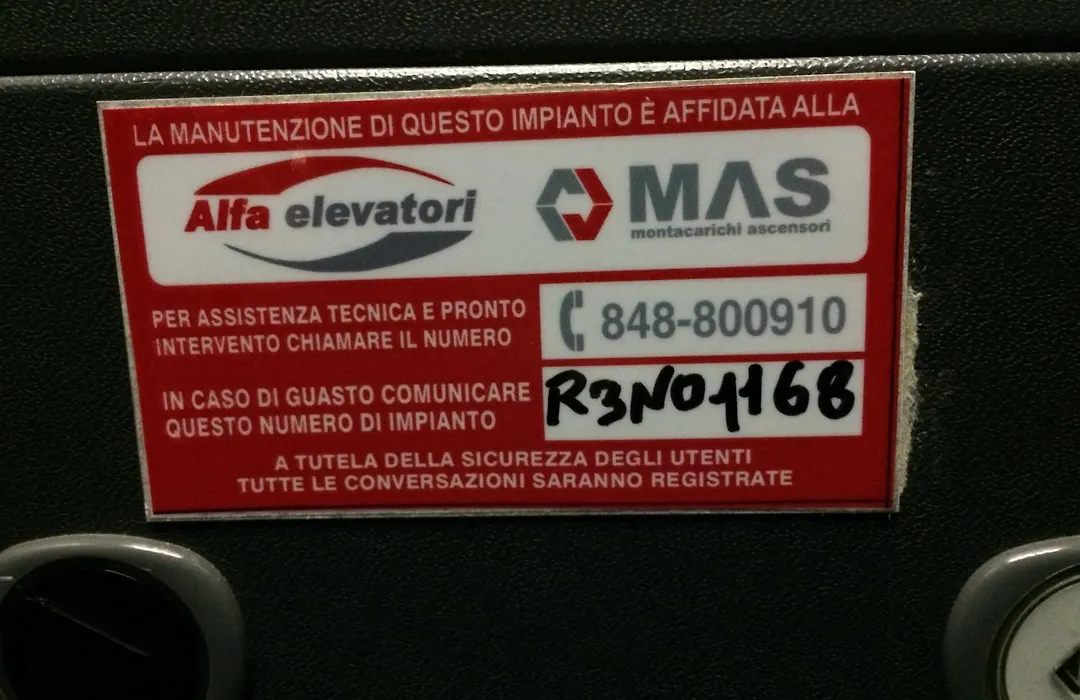 LA MANUTENZIONE DI QUESTO IMPIANTO È AFFIDATA ALLA
Alfa elevatori
MAS
montacarichi ascensori
PER ASSISTENZA TECNICA E PRONTO
INTERVENTO CHIAMARE IL NUMERO
848-800910
IN CASO DI GUASTO COMUNICARE
QUESTO NUMERO DI IMPIANTO
R3N01168
A TUTELA DELLA SICUREZZA DEGLI UTENTI
TUTTE LE CONVERSAZIONI SARANNO REGISTRATE